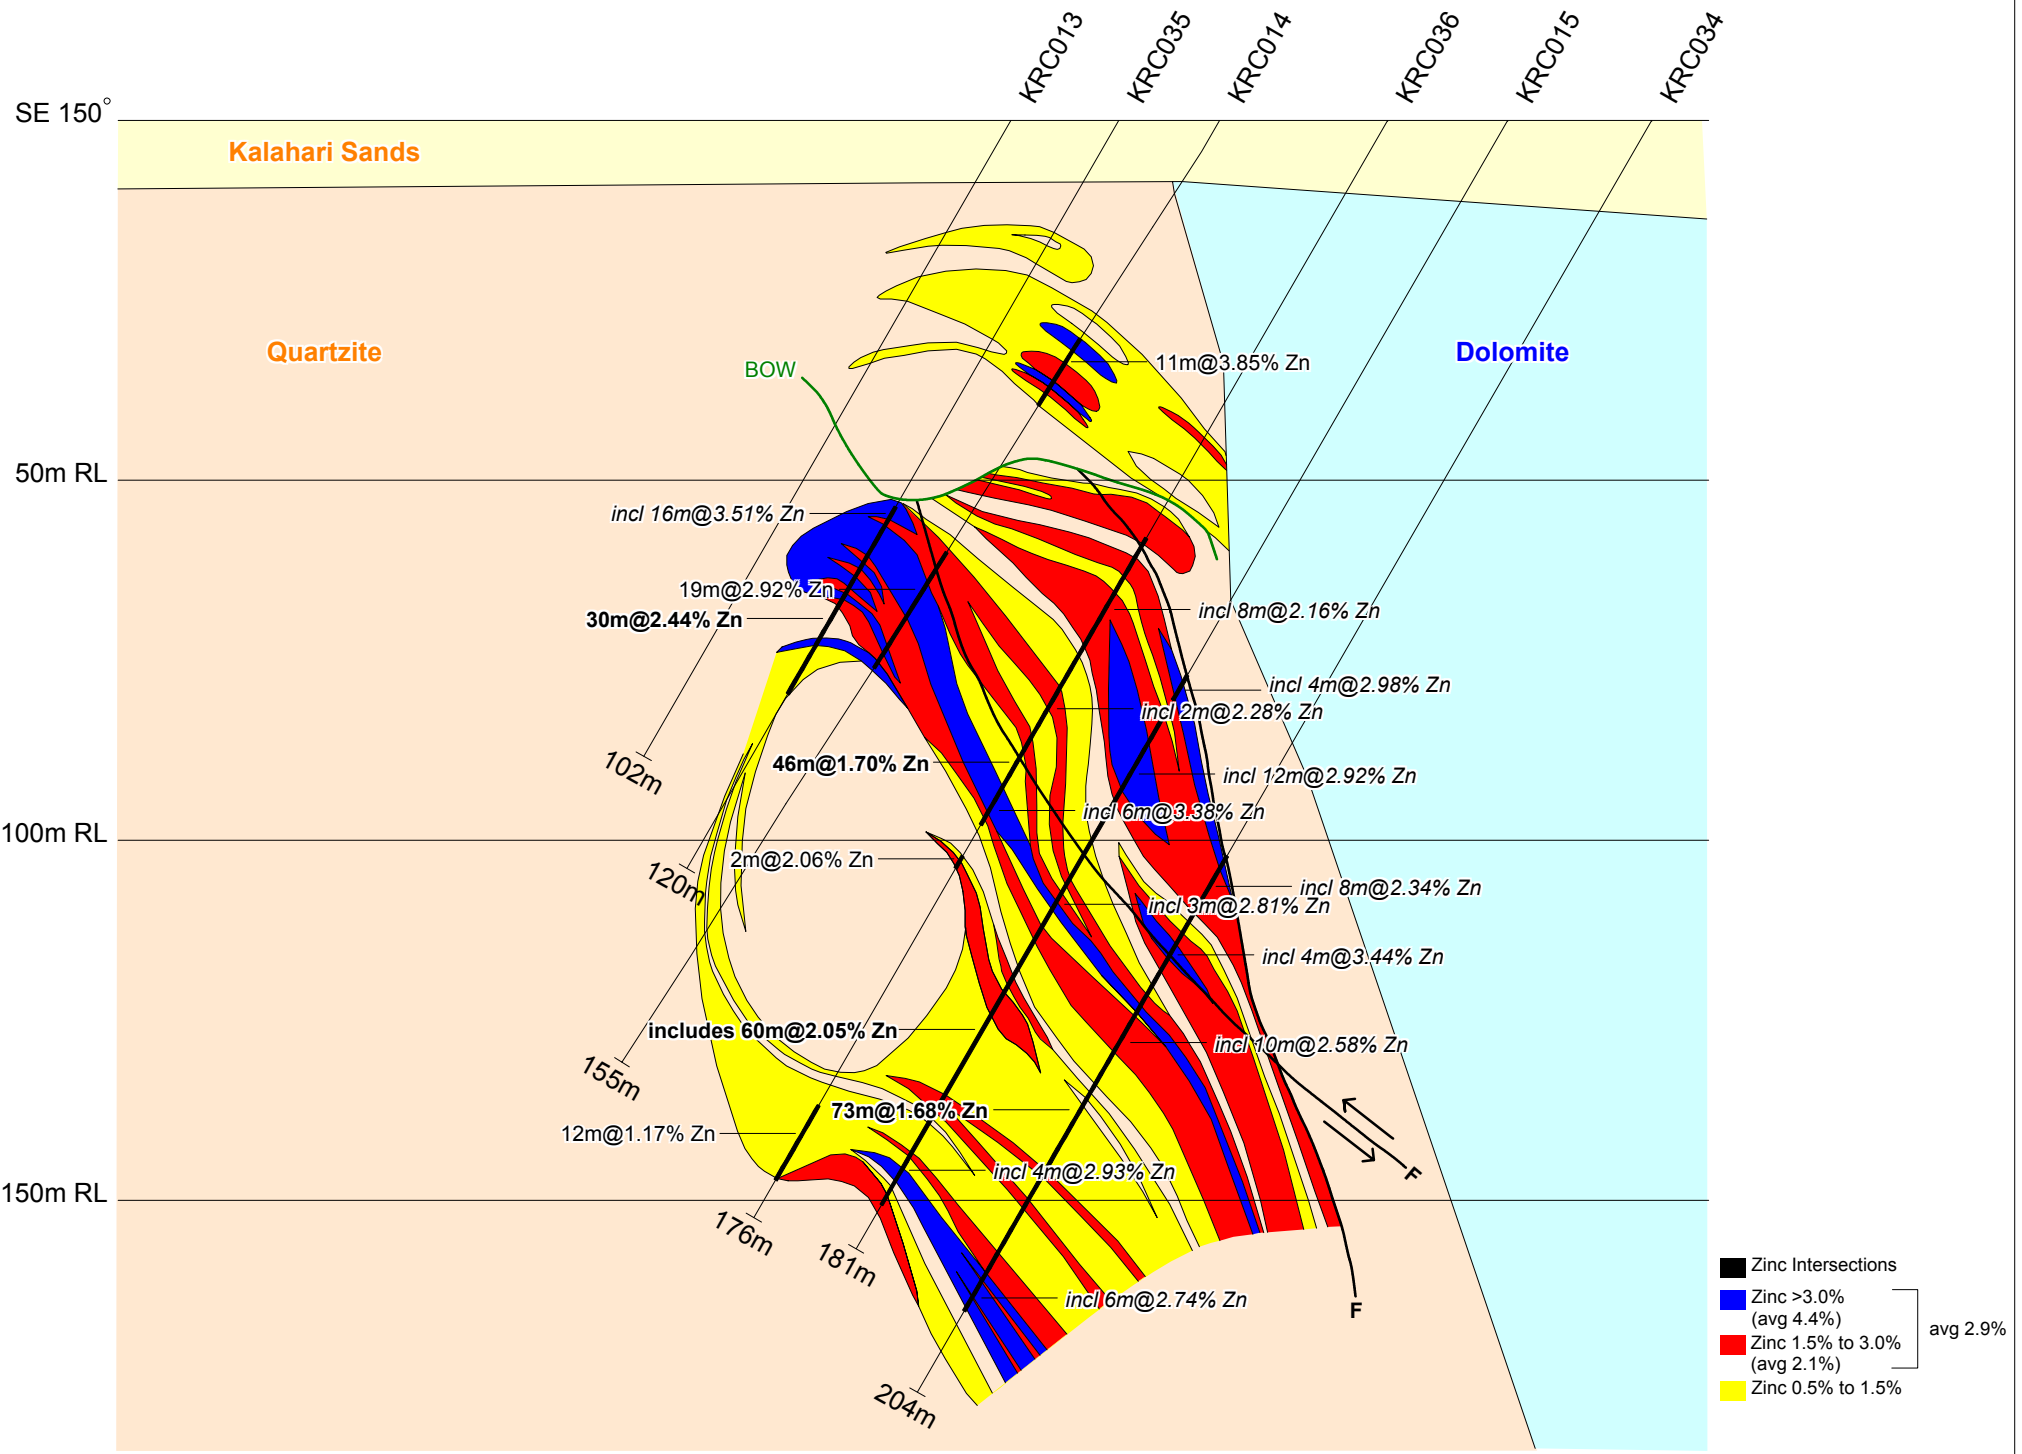 KRC013
KRC035
KRC014
KRC036
KRC015
KRC034
SE 150°
Kalahari Sands
Quartzite
Dolomite
BOW
11m@3.85% Zn
50m RL
incl 16m@3.51% Zn
19m@2.92% Zn
30m@2.44% Zn
incl 8m@2.16% Zn
incl 4m@2.98% Zn
incl 2m@2.28% Zn
102m
46m@1.70% Zn
incl 12m@2.92% Zn
incl 6m@3.38% Zn
100m RL
2m@2.06% Zn
120m
incl 8m@2.34% Zn
incl 3m@2.81% Zn
incl 4m@3.44% Zn
includes 60m@2.05% Zn
incl 10m@2.58% Zn
155m
73m@1.68% Zn
12m@1.17% Zn
incl 4m@2.93% Zn
F
150m RL
176m
181m
incl 6m@2.74% Zn
F
204m
Zinc Intersections
Zinc >3.0%
(avg 4.4%)
avg 2.9%
Zinc 1.5% to 3.0%
(avg 2.1%)
Zinc 0.5% to 1.5%